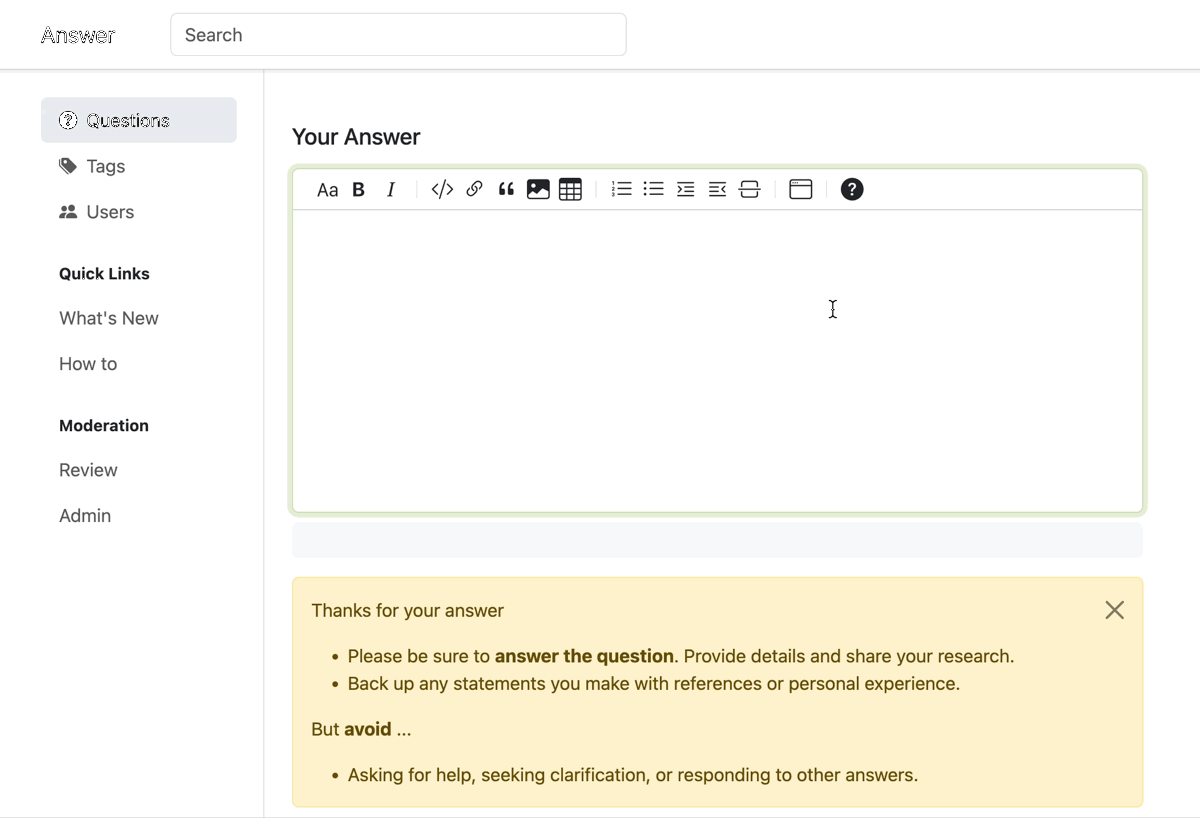 Answer
Search
Questions
Tags
Users
Quick Links
What's New
How to
Moderation
Review
Admin
Your Answer
Aa B I
Thanks for your answer
• Please be sure to answer the question. Provide details and share your research.
• Back up any statements you make with references or personal experience.
But avoid ...
• Asking for help, seeking clarification, or responding to other answers.